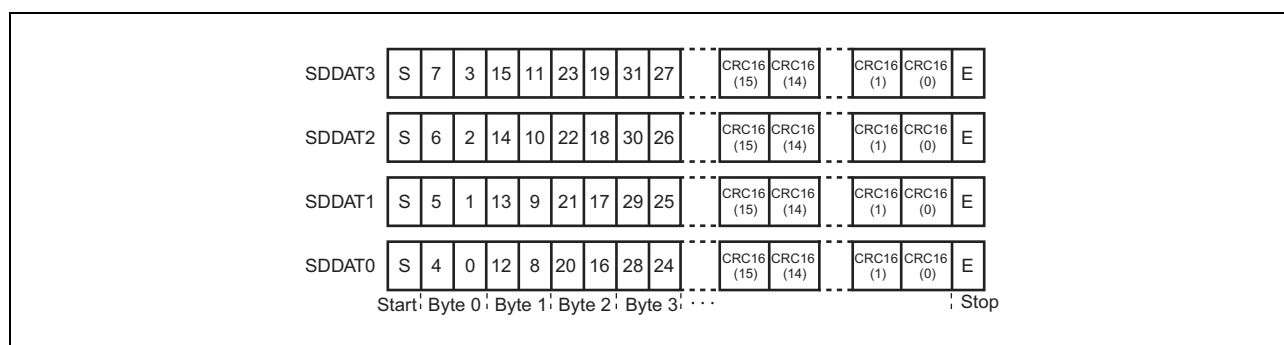 SDDAT3 S 7 3 15 11 23 19 31 27 CRC16 (15) CRC16 (14) CRC16 (1) CRC16 (0) E
SDDAT2 S 6 2 14 10 22 18 30 26 CRC16 (15) CRC16 (14) CRC16 (1) CRC16 (0) E
SDDAT1 S 5 1 13 9 21 17 29 25 CRC16 (15) CRC16 (14) CRC16 (1) CRC16 (0) E
SDDAT0 S 4 0 12 8 20 16 28 24 CRC16 (15) CRC16 (14) CRC16 (1) CRC16 (0) E
Start Byte 0 Byte 1 Byte 2 Byte 3 ··· Stop